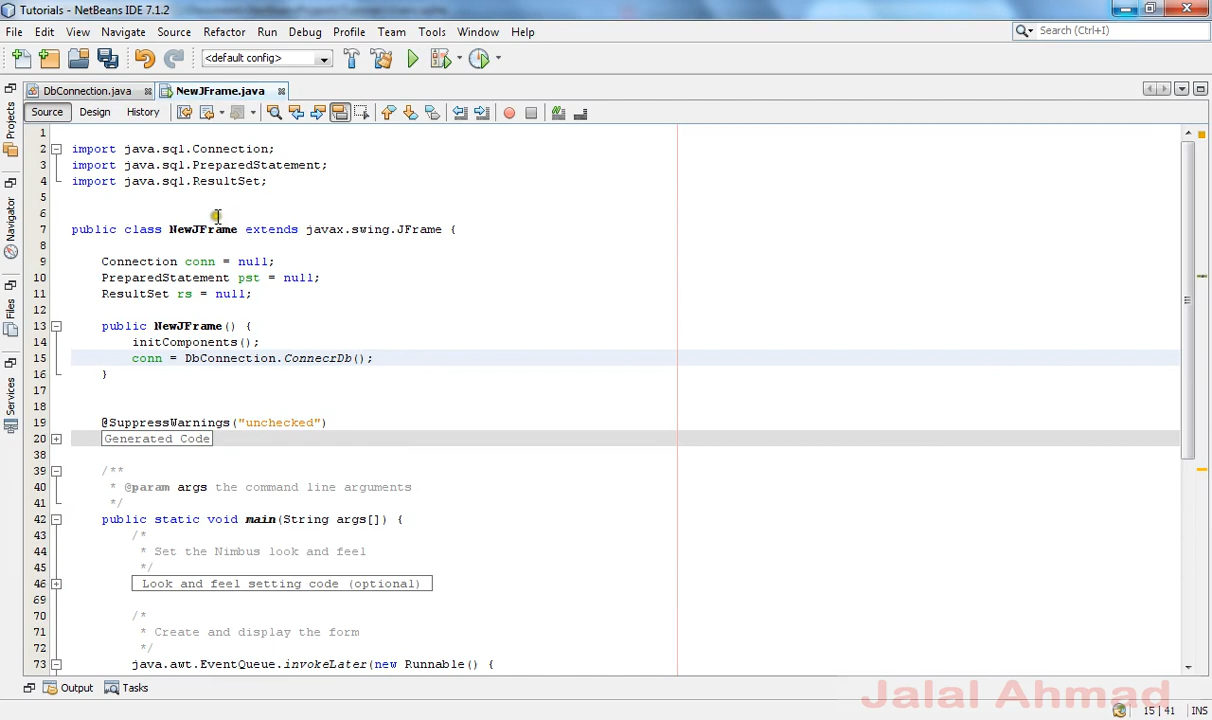 Tutorials - NetBeans IDE 7.1.2
File Edit View Navigate Source Refactor Run Debug Profile Team Tools Window Help
Search (Ctrl+I)
<default config>
DbConnection.java NewJFrame.java
Source Design History
Projects
Navigator
Files
Services
1
2 import java.sql.Connection;
3 import java.sql.PreparedStatement;
4 import java.sql.ResultSet;
5
6
7 public class NewJFrame extends javax.swing.JFrame {
8
9 Connection conn = null;
10 PreparedStatement pst = null;
11 ResultSet rs = null;
12
13 public NewJFrame() {
14 initComponents();
15 conn = DbConnection.ConnecrDb();
16 }
17
18
19 @SuppressWarnings("unchecked")
20 Generated Code
38
39 /**
40 * @param args the command line arguments
41 */
42 public static void main(String args[]) {
43 /*
44 * Set the Nimbus look and feel
45 */
46 Look and feel setting code (optional)
69
70 /*
71 * Create and display the form
72 */
73 java.awt.EventQueue.invokeLater(new Runnable() {
Output Tasks
Jalal Ahmad
15 | 41 INS